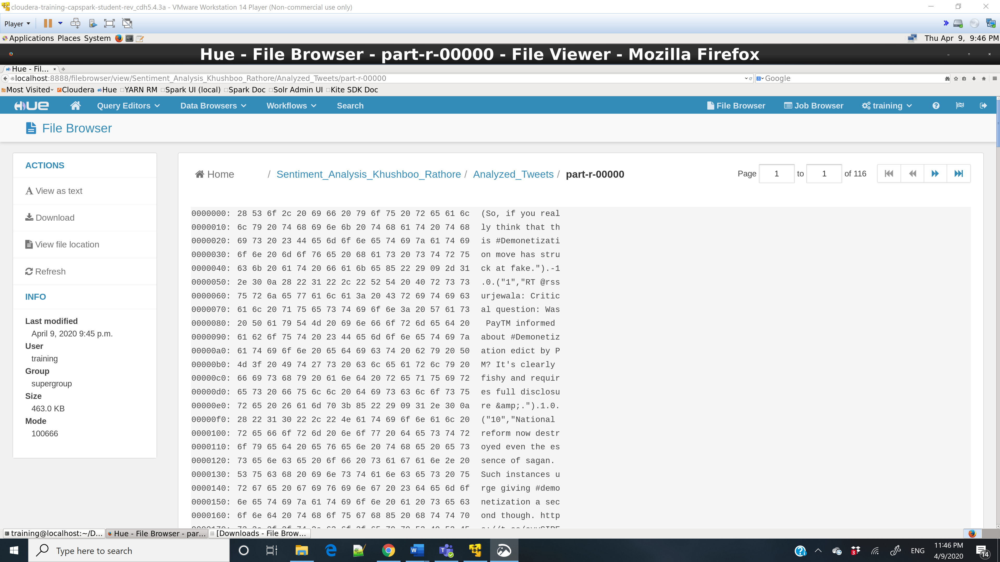 cloudera-training-capspark-student-rev_cdh5.4.3a - VMware Workstation 14 Player (Non-commercial use only)
Player
Applications Places System
Thu Apr 9, 9:46 PM
Hue - File Browser - part-r-00000 - File Viewer - Mozilla Firefox
Hue - Fil...
localhost:8888/filebrowser/view/Sentiment_Analysis_Khushboo_Rathore/Analyzed_Tweets/part-r-00000
Google
Most Visited Cloudera Hue YARN RM Spark UI (local) Spark Doc Solr Admin UI Kite SDK Doc
HUE Query Editors Data Browsers Workflows Search File Browser Job Browser training
File Browser
ACTIONS
View as text
Download
View file location
Refresh
INFO
Last modified
April 9, 2020 9:45 p.m.
User
training
Group
supergroup
Size
463.0 KB
Mode
100666
Home / Sentiment_Analysis_Khushboo_Rathore / Analyzed_Tweets / part-r-00000
Page 1 to 1 of 116
0000000: 28 53 6f 2c 20 69 66 20 79 6f 75 20 72 65 61 6c (So, if you real
0000010: 6c 79 20 74 68 69 6e 6b 20 74 68 61 74 20 74 68 ly think that th
0000020: 69 73 20 23 44 65 6d 6f 6e 65 74 69 7a 61 74 69 is #Demonetizati
0000030: 6f 6e 20 6d 6f 76 65 20 68 61 73 20 73 74 72 75 on move has stru
0000040: 63 6b 20 61 74 20 66 61 6b 65 85 22 29 09 2d 31 ck at fake.").-1
0000050: 2e 30 0a 28 22 31 22 2c 22 52 54 20 40 72 73 73 .0.("1","RT @rss
0000060: 75 72 6a 65 77 61 6c 61 3a 20 43 72 69 74 69 63 urjewala: Critic
0000070: 61 6c 20 71 75 65 73 74 69 6f 6e 3a 20 57 61 73 al question: Was
0000080: 20 50 61 79 54 4d 20 69 6e 66 6f 72 6d 65 64 20 PayTM informed
0000090: 61 62 6f 75 74 20 23 44 65 6d 6f 6e 65 74 69 7a about #Demonetiz
00000a0: 61 74 69 6f 6e 20 65 64 69 63 74 20 62 79 20 50 ation edict by P
00000b0: 4d 3f 20 49 74 27 73 20 63 6c 65 61 72 6c 79 20 M? It's clearly
00000c0: 66 69 73 68 79 20 61 6e 64 20 72 65 71 75 69 72 fishy and requir
00000d0: 65 73 20 66 75 6c 6c 20 64 69 73 63 6c 6f 73 75 es full disclosu
00000e0: 72 65 20 26 61 6d 70 3b 85 22 29 09 31 2e 30 0a re &amp;.").1.0.
00000f0: 28 22 31 30 22 2c 22 4e 61 74 69 6f 6e 61 6c 20 ("10","National
0000100: 72 65 66 6f 72 6d 20 6e 6f 77 20 64 65 73 74 72 reform now destr
0000110: 6f 79 65 64 20 65 76 65 6e 20 74 68 65 20 65 73 oyed even the es
0000120: 73 65 6e 63 65 20 6f 66 20 73 61 67 61 6e 2e 20 sence of sagan.
0000130: 53 75 63 68 20 69 6e 73 74 61 6e 63 65 73 20 75 Such instances u
0000140: 72 67 65 20 67 69 76 69 6e 67 20 23 64 65 6d 6f rge giving #demo
0000150: 6e 65 74 69 7a 61 74 69 6f 6e 20 61 20 73 65 63 netization a sec
0000160: 6f 6e 64 20 74 68 6f 75 67 68 85 20 68 74 74 70 ond though. http
training@localhost:~/D... Hue - File Browser - par... [Downloads - File Brow...
Type here to search
ENG
11:46 PM
4/9/2020
3
14